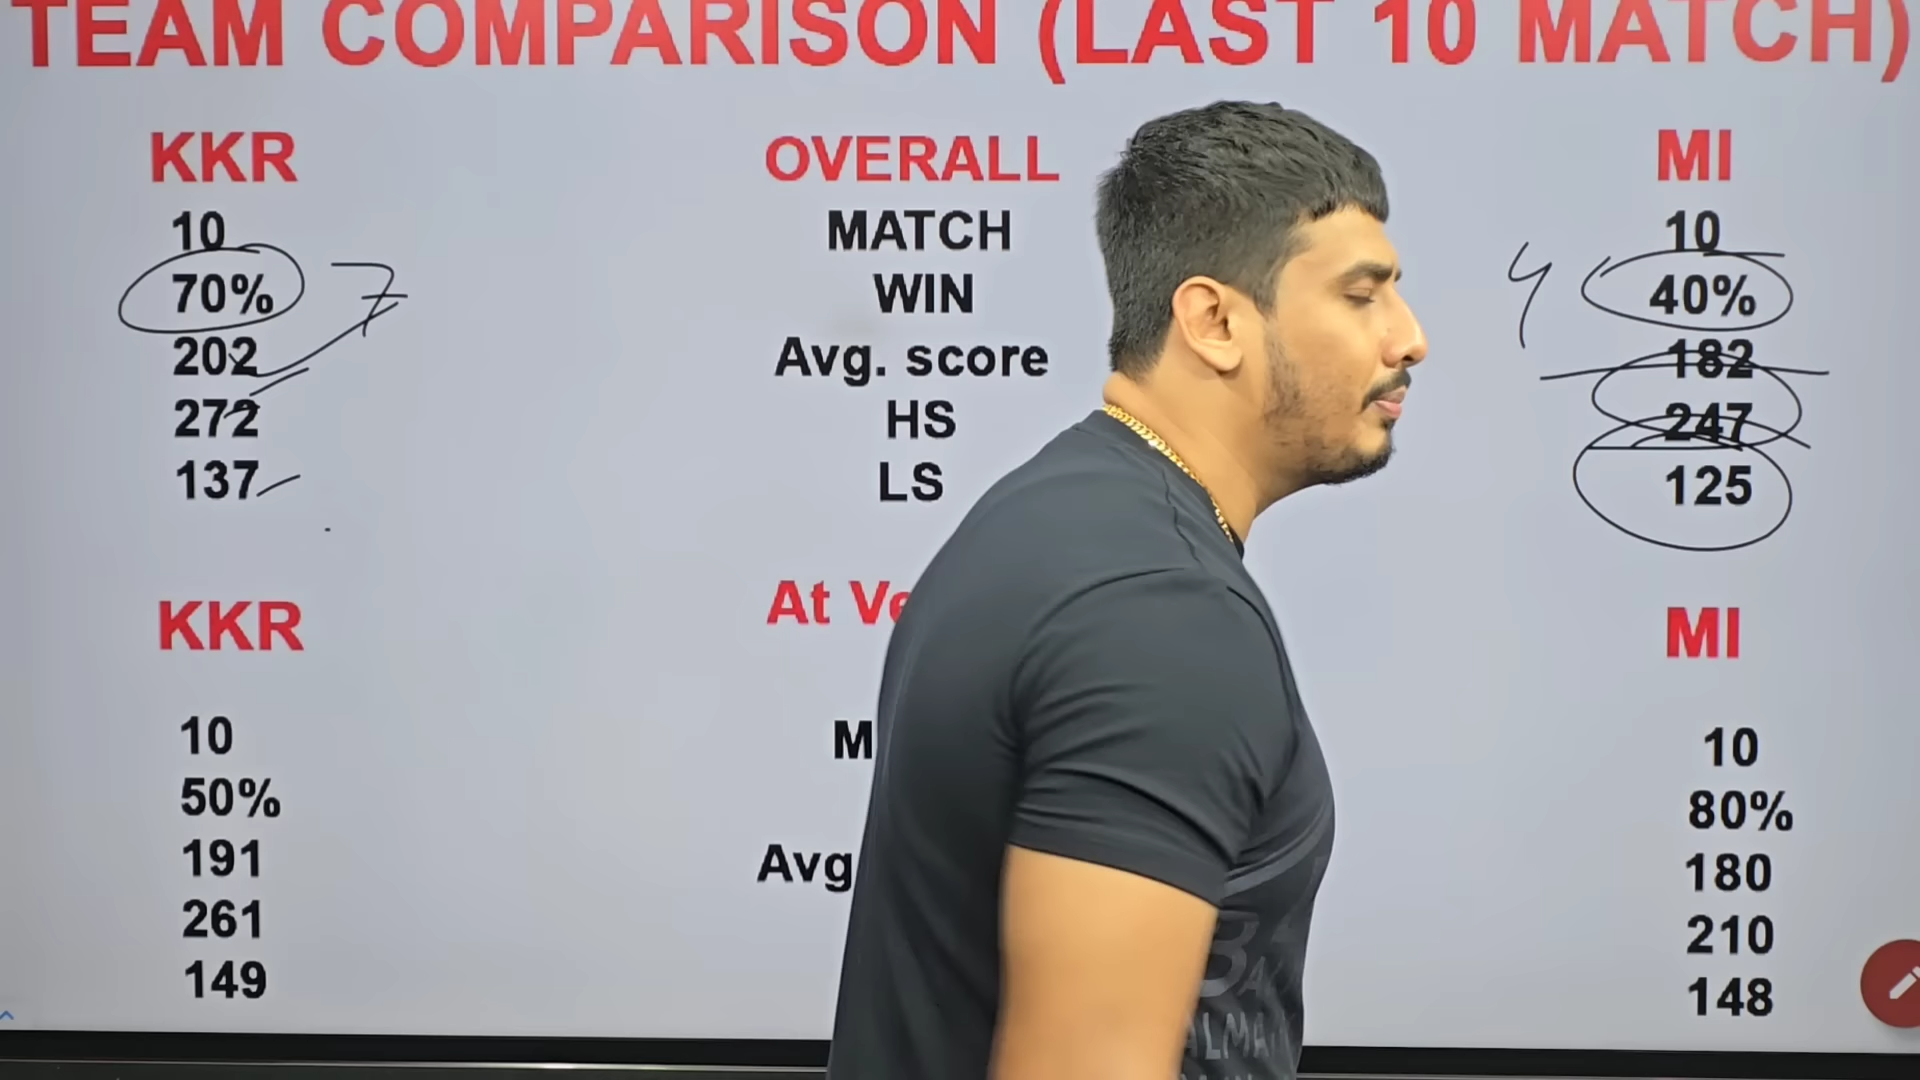 TEAM COMPARISON (LAST 10 MATCH)
KKR OVERALL MI
10 MATCH 10
70% 7 WIN 4 40%
202 Avg. score 182
272 HS 247
137 LS 125
KKR At MI
10 10
50% 80%
191 Avg 180
261 210
149 148